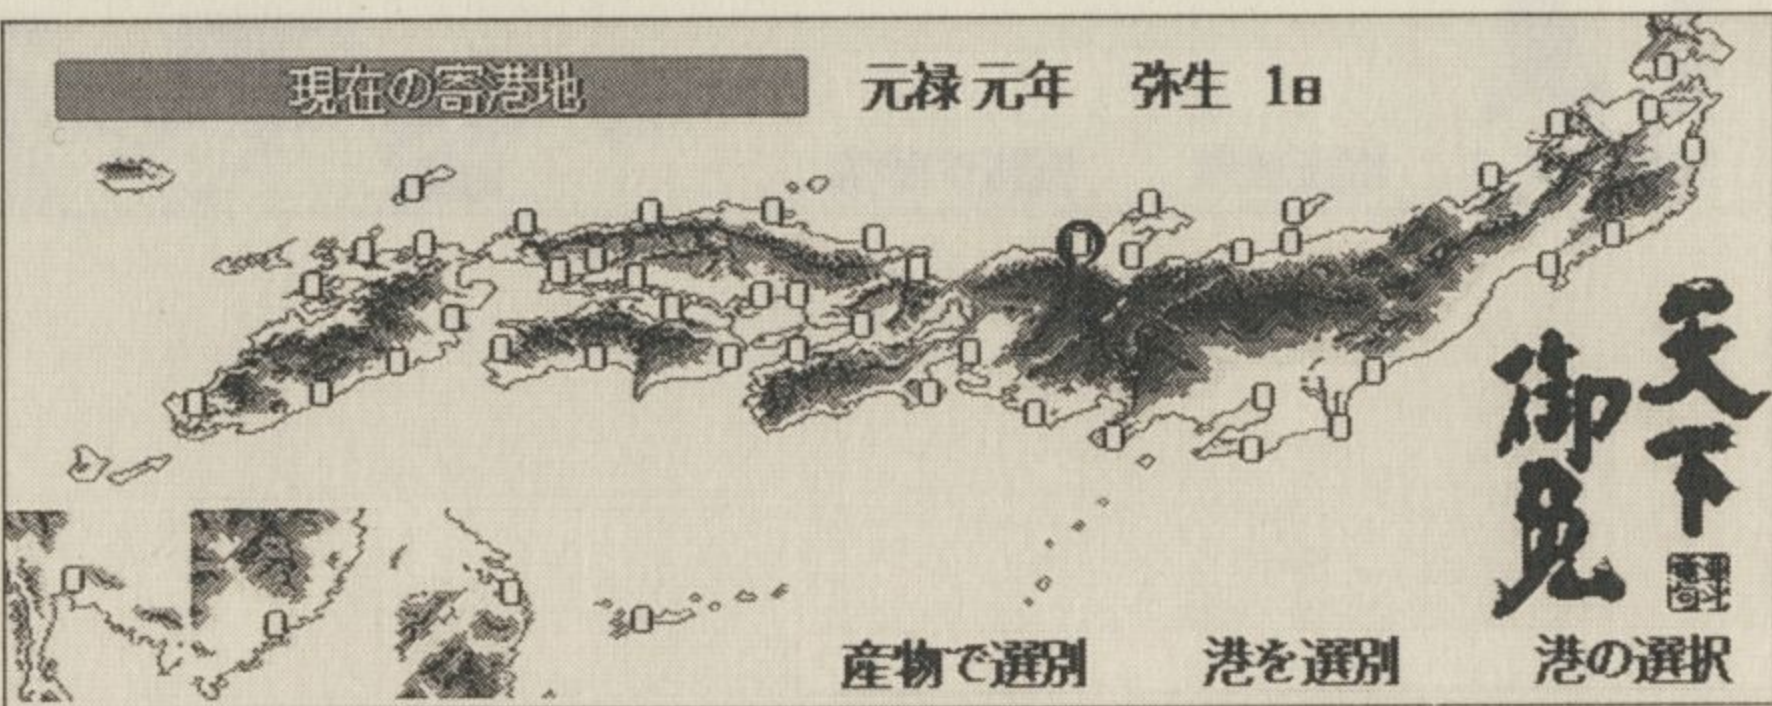 現在の寄港地
元禄元年 弥生 1日
天下
御免
産物で選別 港を選別 港の選択